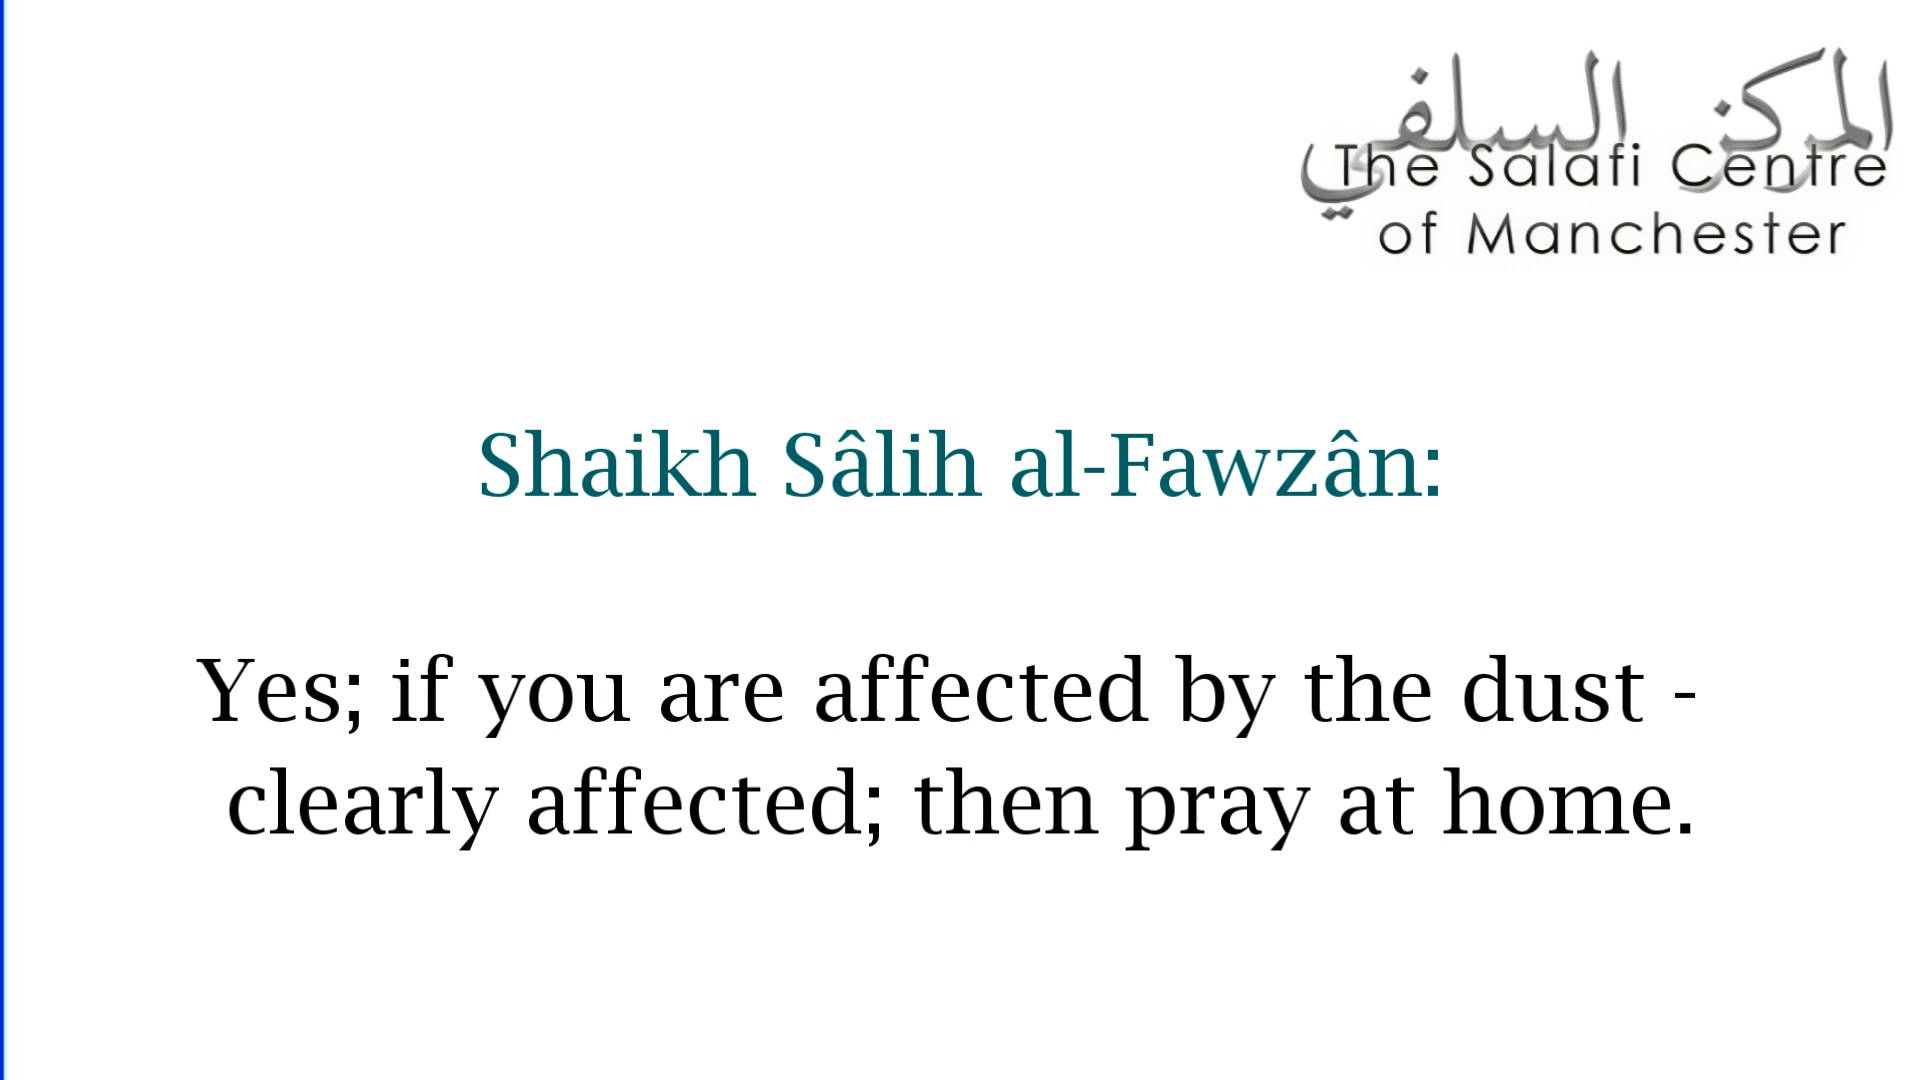 المركز السلفي
The Salafi Centre
of Manchester
Shaikh Sâlih al-Fawzân:
Yes; if you are affected by the dust -
clearly affected; then pray at home.